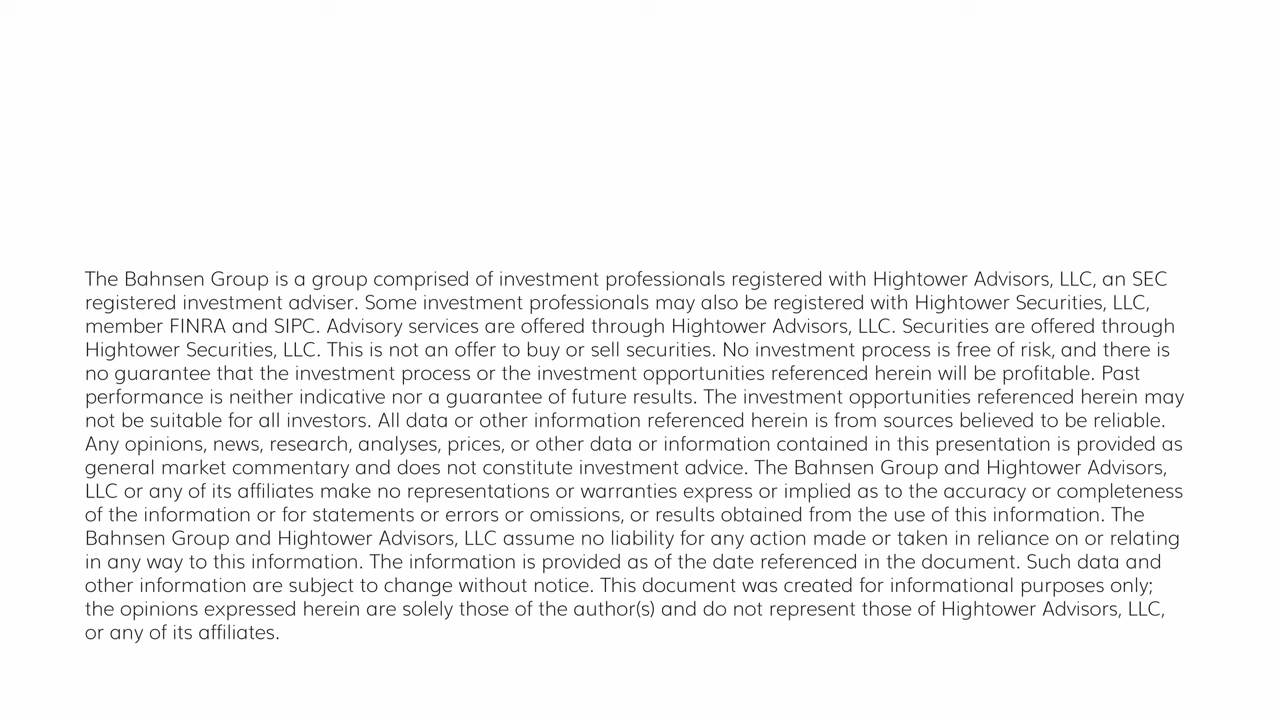 The Bahnsen Group is a group comprised of investment professionals registered with Hightower Advisors, LLC, an SEC
registered investment adviser. Some investment professionals may also be registered with Hightower Securities, LLC,
member FINRA and SIPC. Advisory services are offered through Hightower Advisors, LLC. Securities are offered through
Hightower Securities, LLC. This is not an offer to buy or sell securities. No investment process is free of risk, and there is
no guarantee that the investment process or the investment opportunities referenced herein will be profitable. Past
performance is neither indicative nor a guarantee of future results. The investment opportunities referenced herein may
not be suitable for all investors. All data or other information referenced herein is from sources believed to be reliable.
Any opinions, news, research, analyses, prices, or other data or information contained in this presentation is provided as
general market commentary and does not constitute investment advice. The Bahnsen Group and Hightower Advisors,
LLC or any of its affiliates make no representations or warranties express or implied as to the accuracy or completeness
of the information or for statements or errors or omissions, or results obtained from the use of this information. The
Bahnsen Group and Hightower Advisors, LLC assume no liability for any action made or taken in reliance on or relating
in any way to this information. The information is provided as of the date referenced in the document. Such data and
other information are subject to change without notice. This document was created for informational purposes only;
the opinions expressed herein are solely those of the author(s) and do not represent those of Hightower Advisors, LLC,
or any of its affiliates.